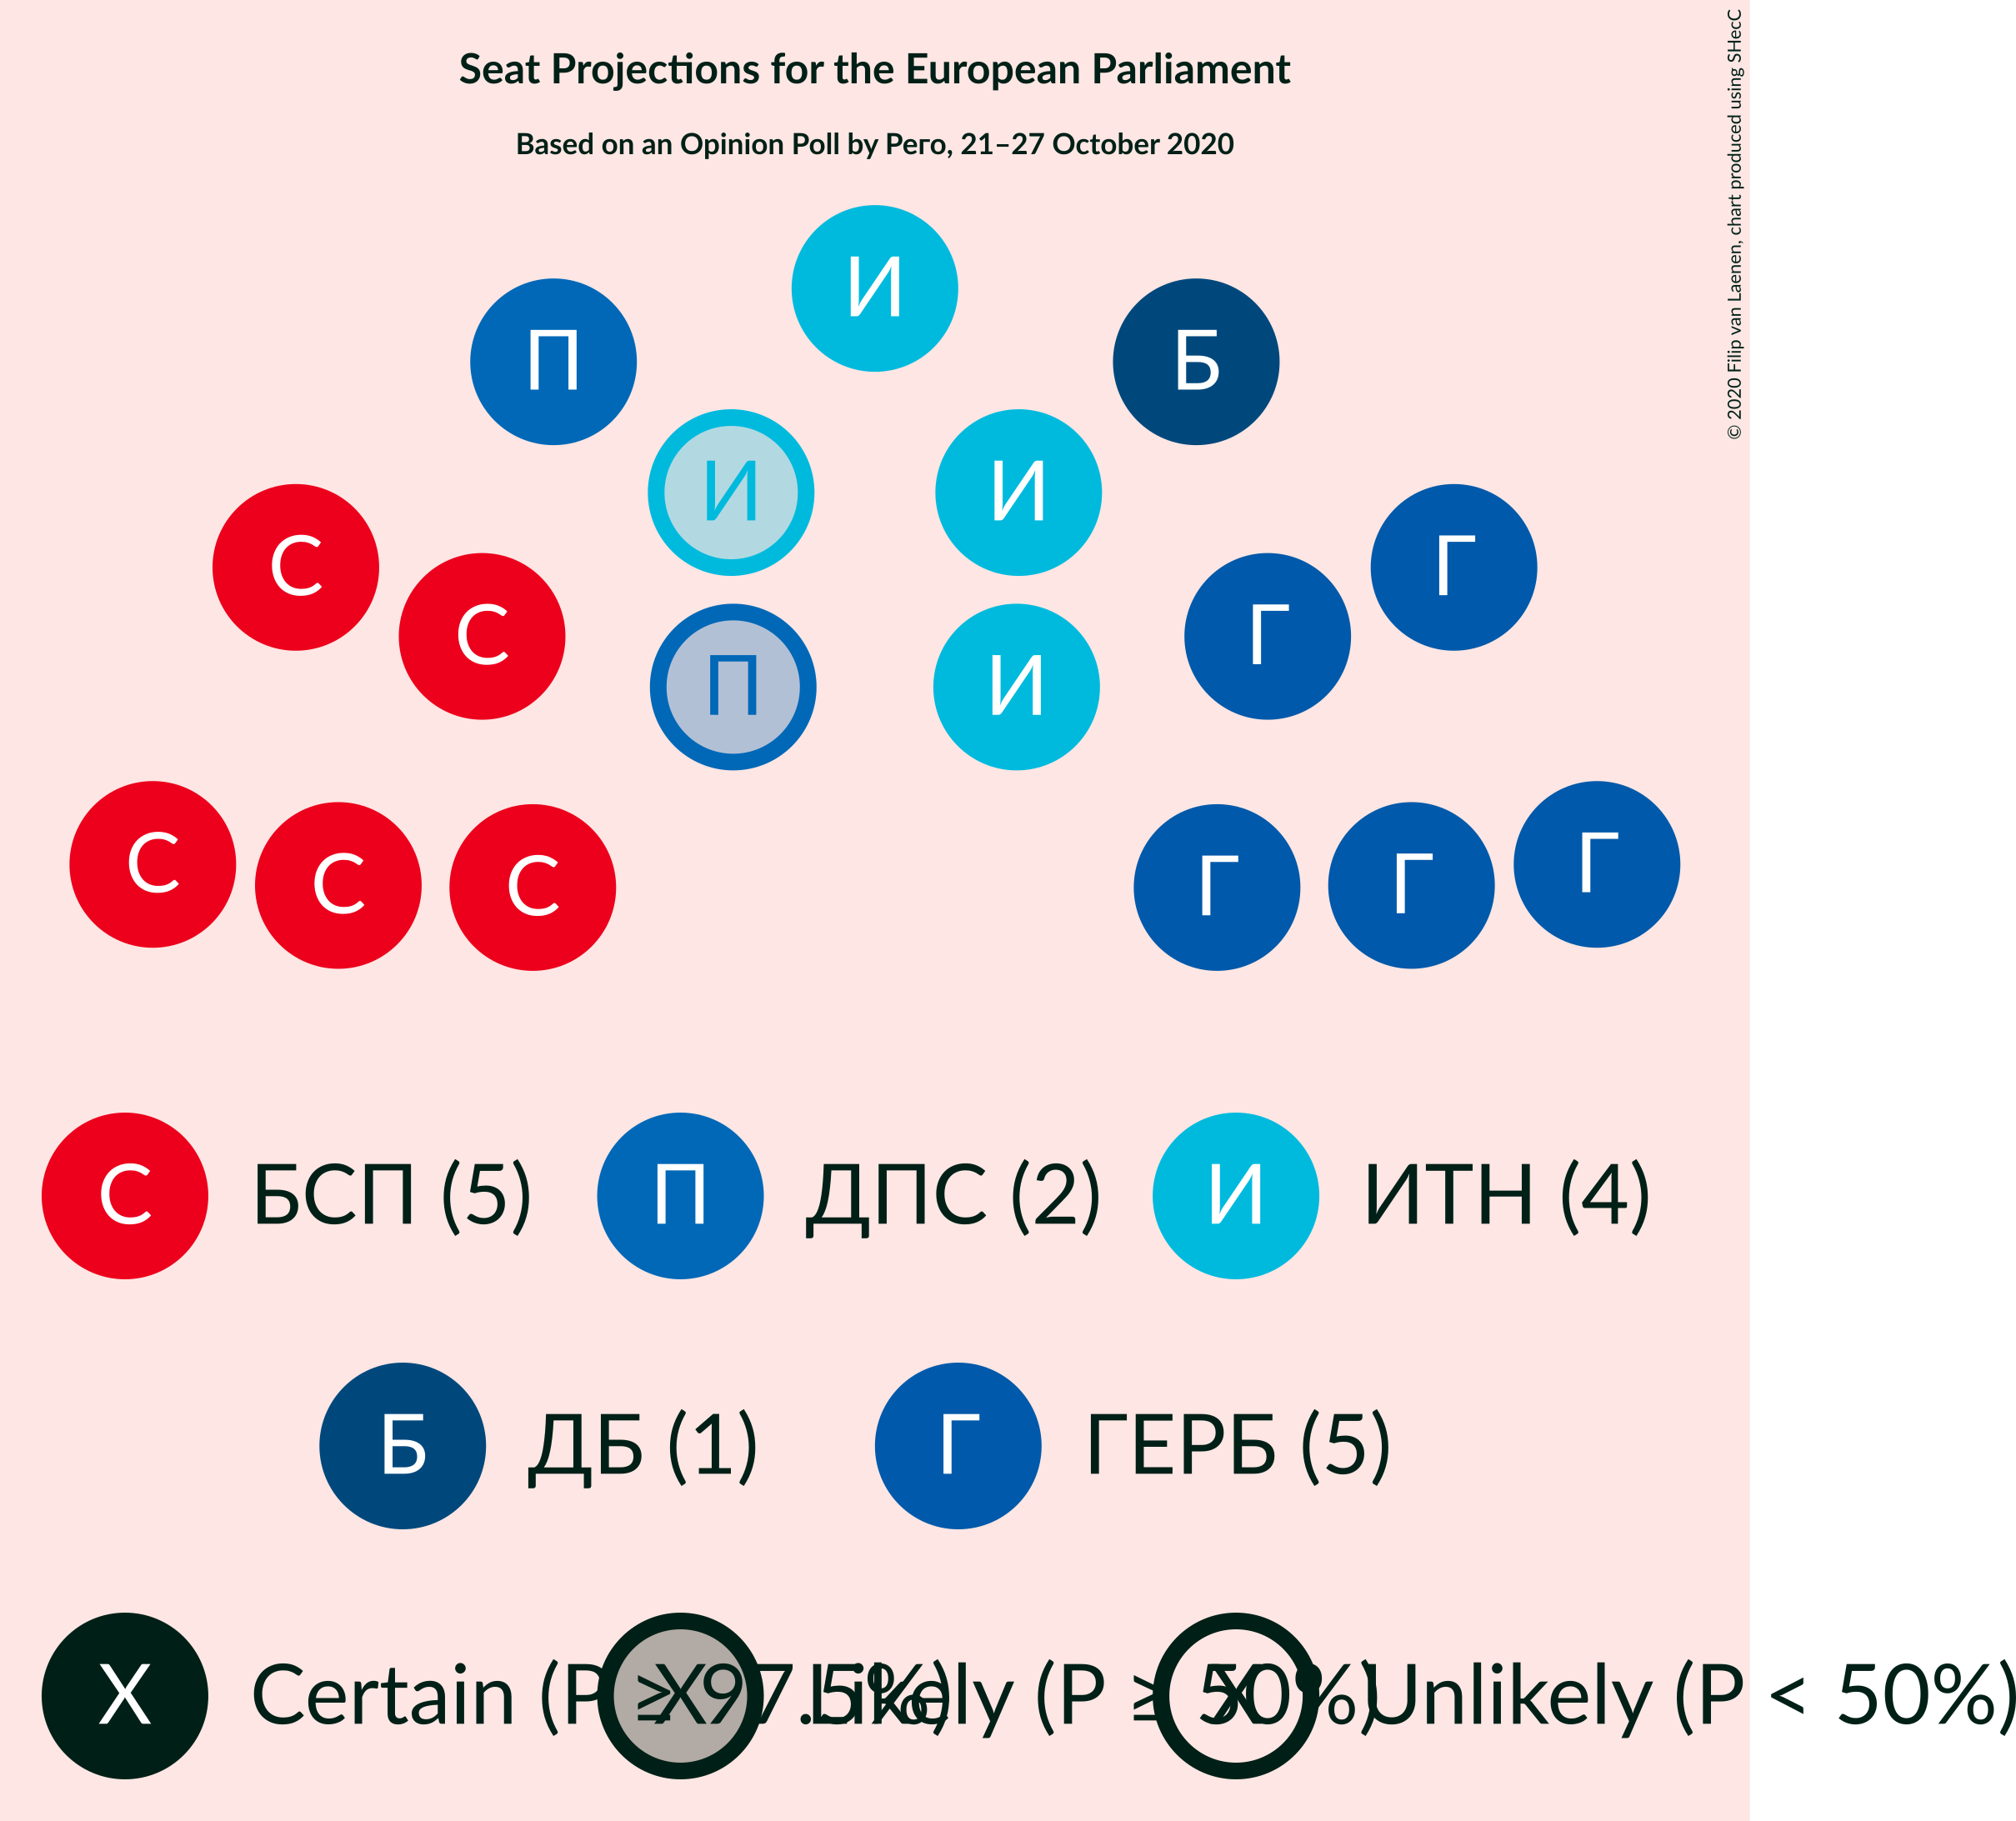 Seat Projections for the European Parliament
Based on an Opinion Poll by Рего, 21–27 October 2020
© 2020 Filip van Laenen, chart produced using SHecC
И
П
Б
И
И
С
Г
С
Г
П
И
С
Г
С
Г
С
Г
С БСП (5)
П ДПС (2)
И ИТН (4)
Б ДБ (1)
Г ГЕРБ (5)
X Certain (P ≥ 97.5%)
X Likely (P ≥ 50%)
X Unlikely (P < 50%)